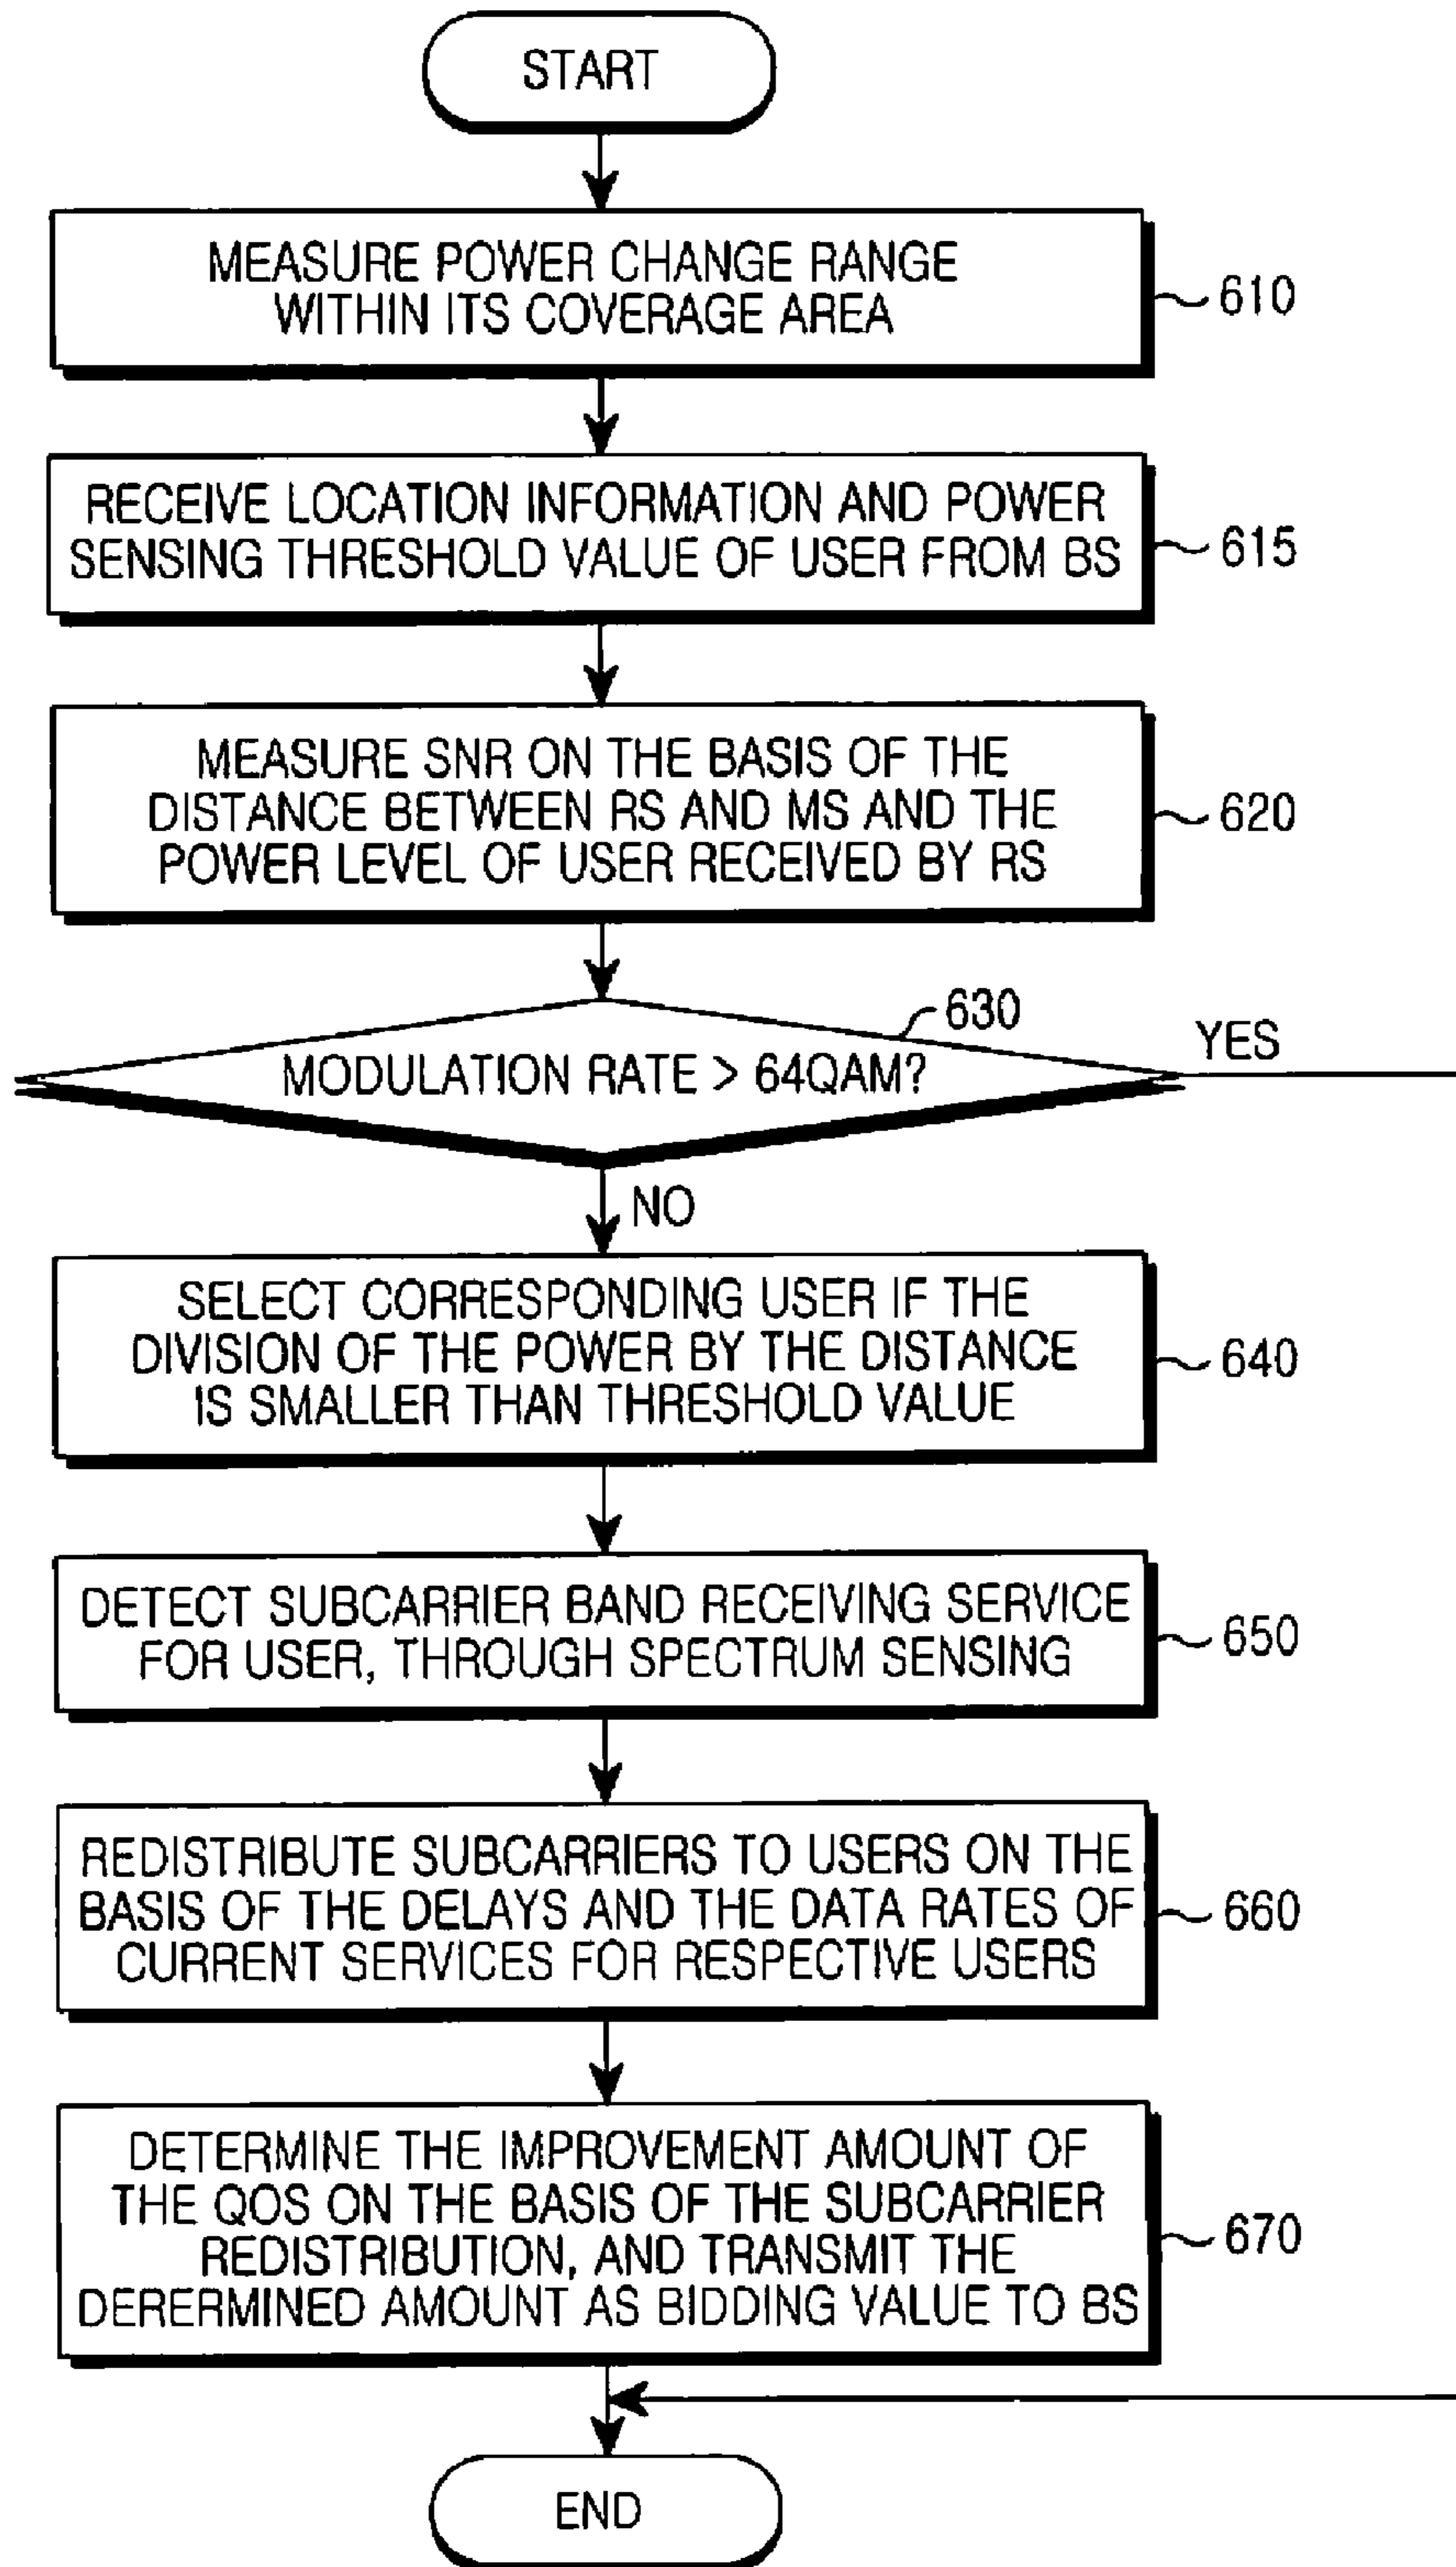 START
MEASURE POWER CHANGE RANGE
WITHIN ITS COVERAGE AREA
610
RECEIVE LOCATION INFORMATION AND POWER
SENSING THRESHOLD VALUE OF USER FROM BS
615
MEASURE SNR ON THE BASIS OF THE
DISTANCE BETWEEN RS AND MS AND THE
POWER LEVEL OF USER RECEIVED BY RS
620
630
MODULATION RATE > 64QAM?
YES
NO
SELECT CORRESPONDING USER IF THE
DIVISION OF THE POWER BY THE DISTANCE
IS SMALLER THAN THRESHOLD VALUE
640
DETECT SUBCARRIER BAND RECEIVING SERVICE
FOR USER, THROUGH SPECTRUM SENSING
650
REDISTRIBUTE SUBCARRIERS TO USERS ON THE
BASIS OF THE DELAYS AND THE DATA RATES OF
CURRENT SERVICES FOR RESPECTIVE USERS
660
DETERMINE THE IMPROVEMENT AMOUNT OF
THE QOS ON THE BASIS OF THE SUBCARRIER
REDISTRIBUTION, AND TRANSMIT THE
DERERMINED AMOUNT AS BIDDING VALUE TO BS
670
END